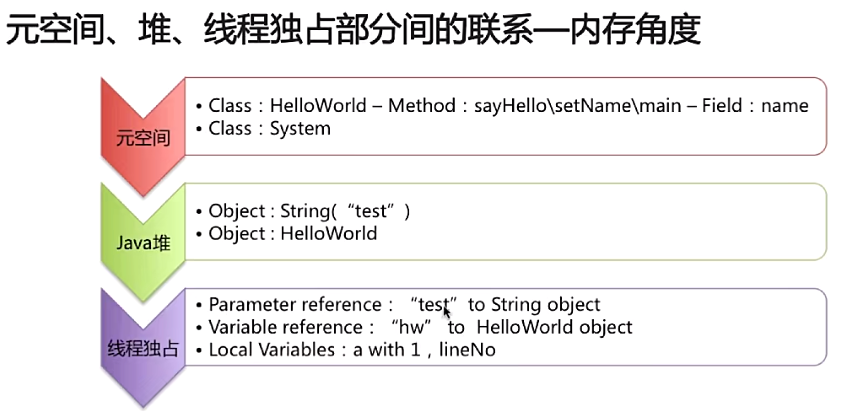 元空间、堆、线程独占部分间的联系—内存角度
元空间
• Class：HelloWorld – Method：sayHello\setName\main – Field：name
• Class：System
Java堆
• Object : String(“test”)
• Object : HelloWorld
线程独占
• Parameter reference：“test” to String object
• Variable reference：“hw” to HelloWorld object
• Local Variables：a with 1 , lineNo